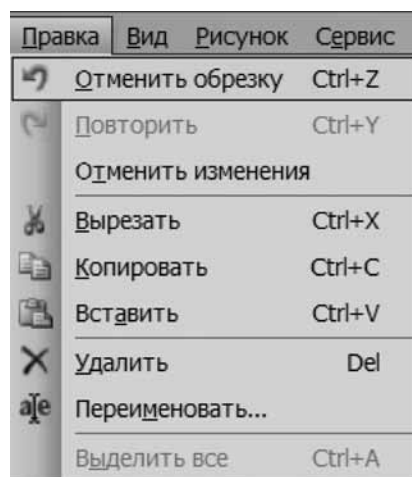 Правка Вид Рисунок Сервис
Отменить обрезку Ctrl+Z
Повторить Ctrl+Y
Отменить изменения
Вырезать Ctrl+X
Копировать Ctrl+C
Вставить Ctrl+V
Удалить Del
Переименовать...
Выделить все Ctrl+A